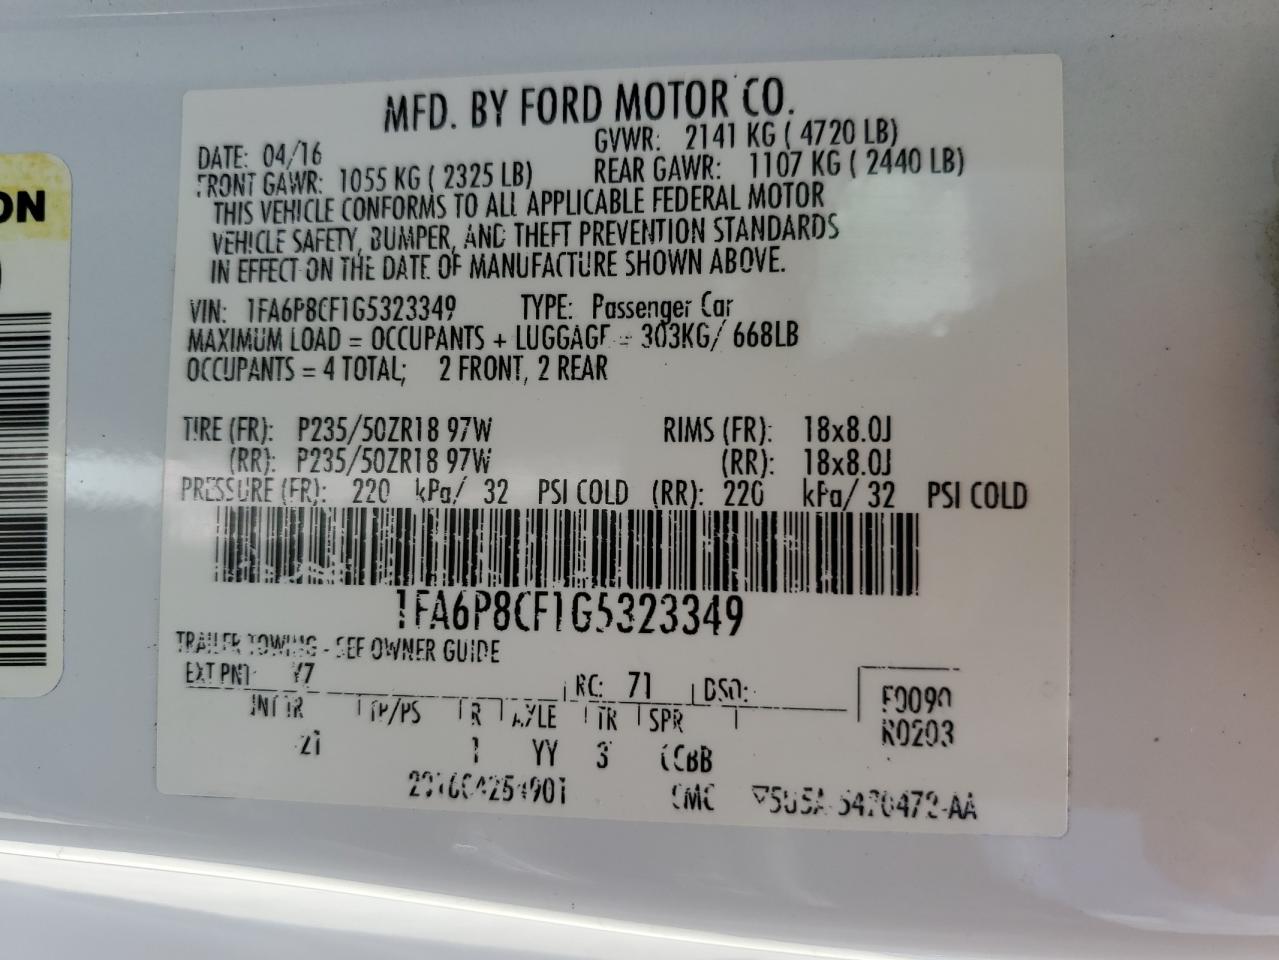 ON
MFD. BY FORD MOTOR CO.
DATE: 04/16 GVWR: 2141 KG ( 4720 LB)
FRONT GAWR: 1055 KG ( 2325 LB) REAR GAWR: 1107 KG ( 2440 LB)
THIS VEHICLE CONFORMS TO ALL APPLICABLE FEDERAL MOTOR
VEHICLE SAFETY, BUMPER, AND THEFT PREVENTION STANDARDS
IN EFFECT ON THE DATE OF MANUFACTURE SHOWN ABOVE.
VIN: 1FA6P8CF1G5323349 TYPE: Passenger Car
MAXIMUM LOAD = OCCUPANTS + LUGGAGE = 303KG/ 668LB
OCCUPANTS = 4 TOTAL; 2 FRONT, 2 REAR
TIRE (FR): P235/50ZR18 97W RIMS (FR): 18x8.0J
(RR): P235/50ZR18 97W (RR): 18x8.0J
PRESSURE (FR): 220 kPa/ 32 PSI COLD (RR): 220 kPa/ 32 PSI COLD
1FA6P8CF1G5323349
TRAILER TOWING - SEE OWNER GUIDE
EXT PNT: RC: 71 DSO: F0090
INT TR TP/PS R AXLE TR SPR R0203
1 YY 3